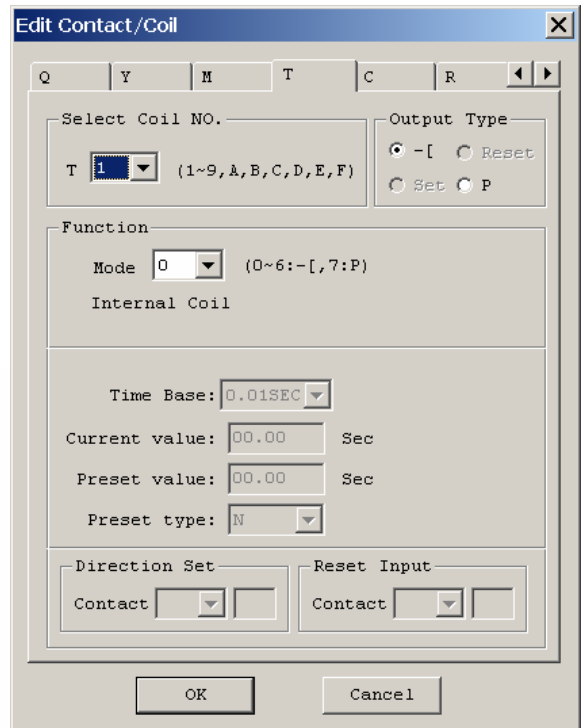 Edit Contact/Coil
Q Y M T C R
Select Coil NO.
T 1 (1~9,A,B,C,D,E,F)
Output Type
-[ Reset
Set P
Function
Mode 0 (0~6:-[,7:P)
Internal Coil
Time Base: 0.01SEC
Current value: 00.00 Sec
Preset value: 00.00 Sec
Preset type: N
Direction Set
Contact
Reset Input
Contact
OK Cancel